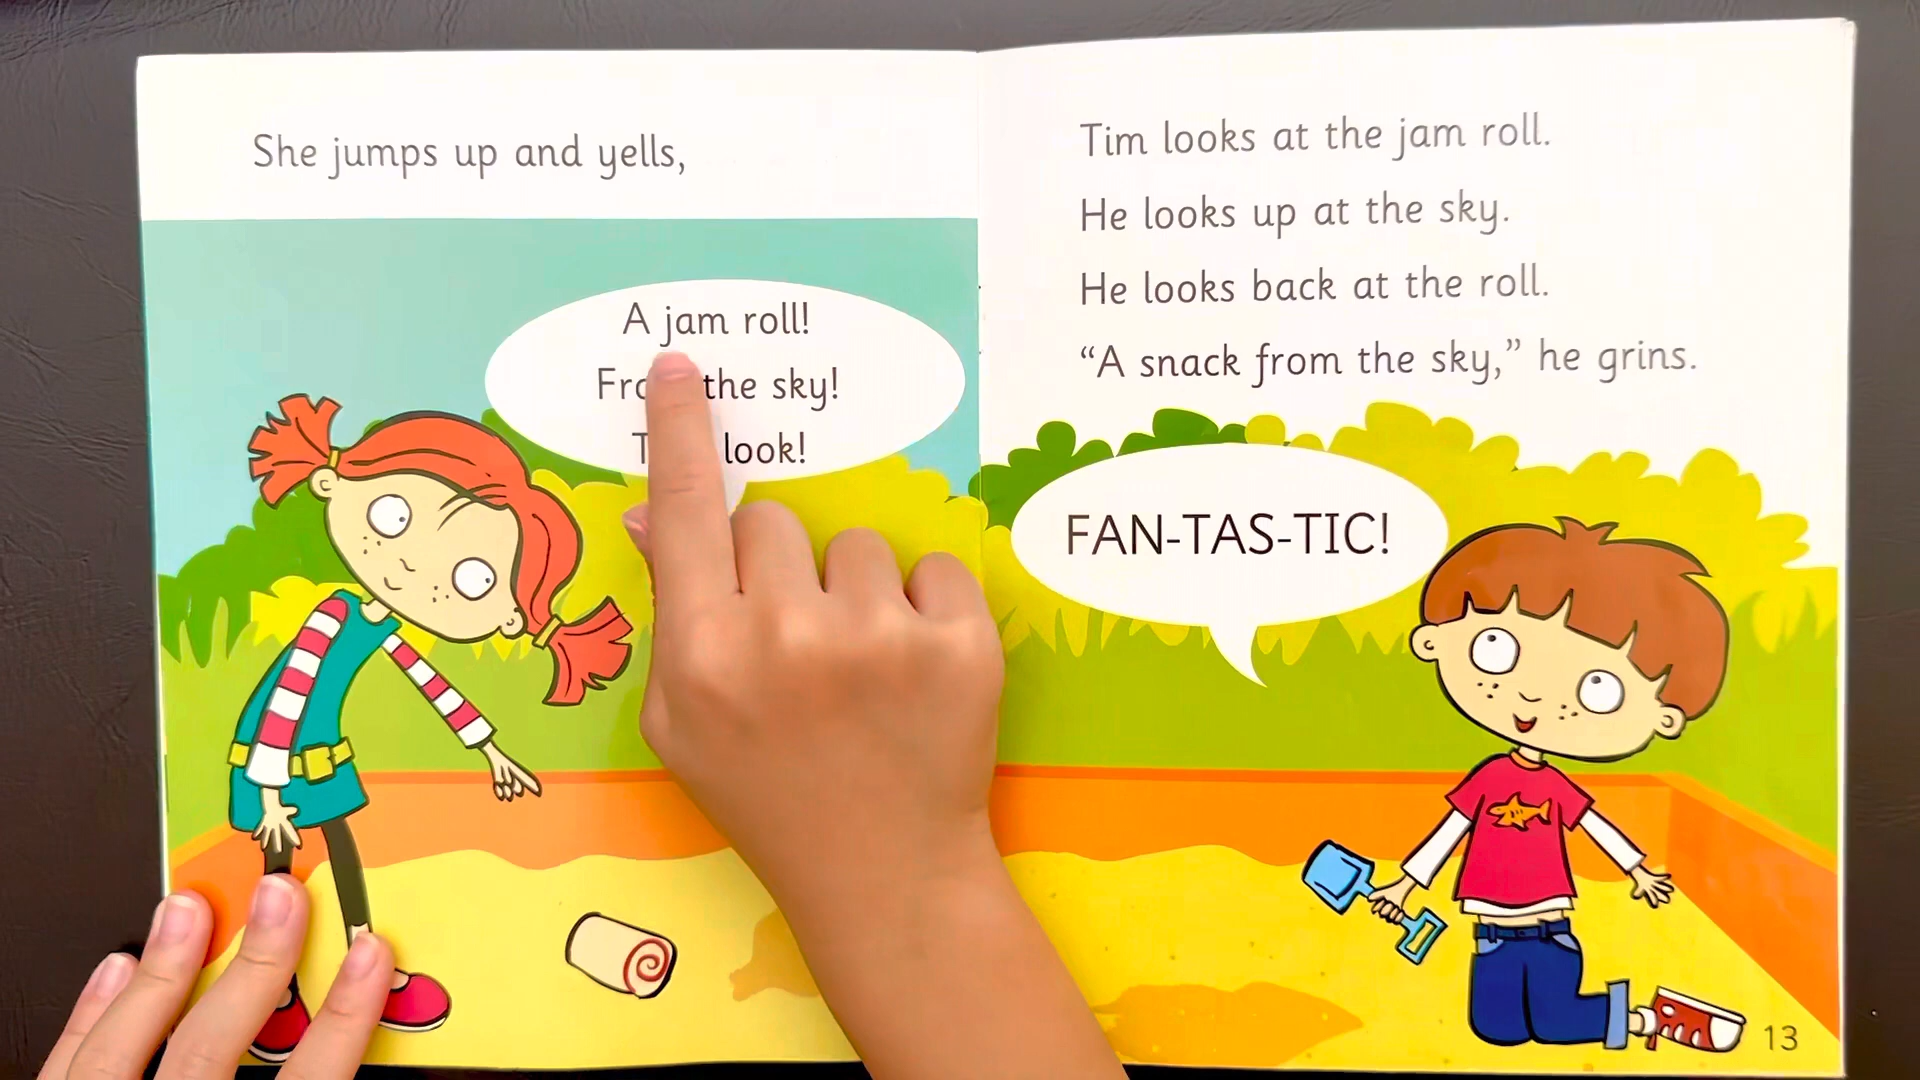 She jumps up and yells,
A jam roll!
the sky!
look!
Tim looks at the jam roll.
He looks up at the sky.
He looks back at the roll.
“A snack from the sky,” he grins.
FAN-TAS-TIC!
13